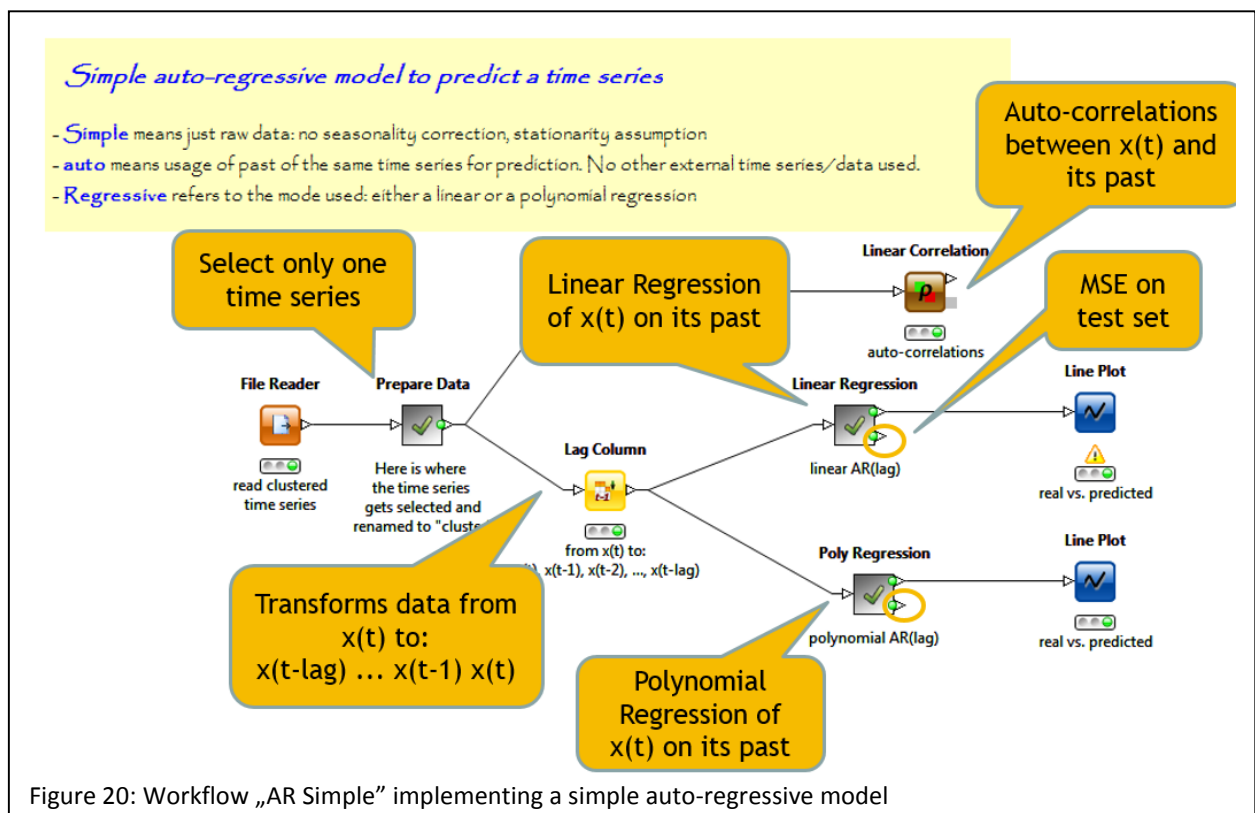 Simple auto-regressive model to predict a time series
- Simple means just raw data: no seasonality correction, stationarity assumption
- auto means usage of past of the same time series for prediction. No other external time series/data used.
- Regressive refers to the mode used: either a linear or a polynomial regression
Auto-correlations
between x(t) and
its past
Select only one
time series
Linear Regression
of x(t) on its past
Linear Correlation
auto-correlations
MSE on
test set
File Reader
read clustered
time series
Prepare Data
Here is where
the time series
gets selected and
renamed to "cluste
Lag Column
from x(t) to:
x(t-1), x(t-2), ..., x(t-lag)
Linear Regression
linear AR(lag)
Line Plot
real vs. predicted
Transforms data from
x(t) to:
x(t-lag) ... x(t-1) x(t)
Poly Regression
polynomial AR(lag)
Line Plot
real vs. predicted
Polynomial
Regression of
x(t) on its past
Figure 20: Workflow „AR Simple" implementing a simple auto-regressive model